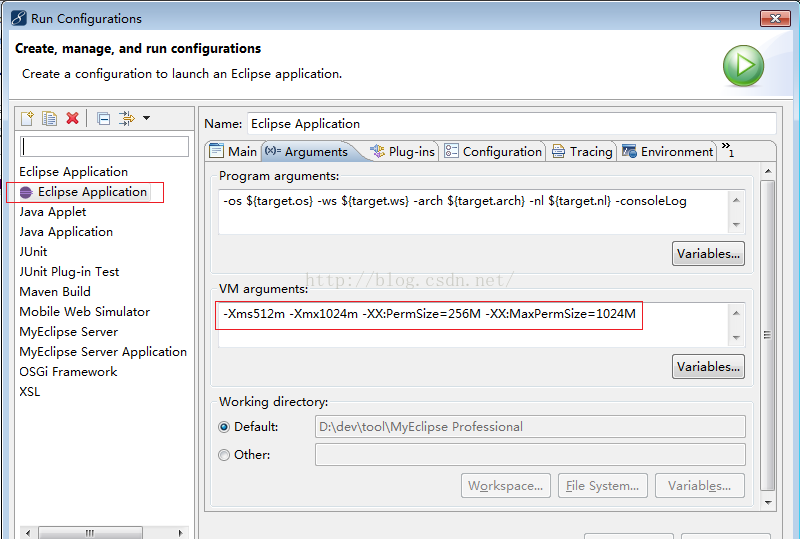 Run Configurations
Create, manage, and run configurations
Create a configuration to launch an Eclipse application.
Name: Eclipse Application
Main (x)= Arguments Plug-ins Configuration Tracing Environment »1
Eclipse Application
Eclipse Application
Java Applet
Java Application
JUnit
JUnit Plug-in Test
Maven Build
Mobile Web Simulator
MyEclipse Server
MyEclipse Server Application
OSGi Framework
XSL
Program arguments:
-os ${target.os} -ws ${target.ws} -arch ${target.arch} -nl ${target.nl} -consoleLog
Variables...
http://blog.csdn.net/
VM arguments:
-Xms512m -Xmx1024m -XX:PermSize=256M -XX:MaxPermSize=1024M
Variables...
Working directory:
Default: D:\dev\tool\MyEclipse Professional
Other:
Workspace... File System... Variables...